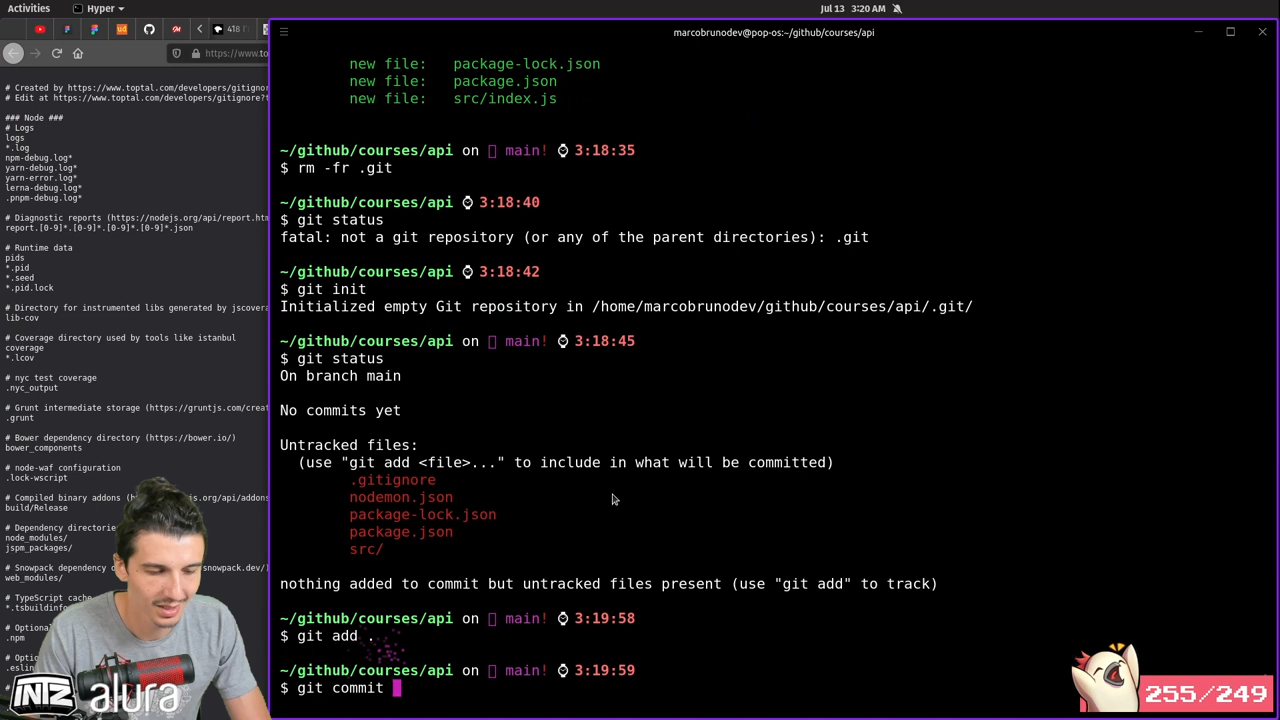 Activities
Hyper
Jul 13 3:20 AM
ud
418 I
https://www.to
marcobrunodev@pop-os:~/github/courses/api
# Created by https://www.toptal.com/developers/gitignor
# Edit at https://www.toptal.com/developers/gitignore?
### Node ###
# Logs
logs
*.log
npm-debug.log*
yarn-debug.log*
yarn-error.log*
lerna-debug.log*
.pnpm-debug.log*
# Diagnostic reports (https://nodejs.org/api/report.htm
report.[0-9]*.[0-9]*.[0-9]*.[0-9]*.json
# Runtime data
pids
*.pid
*.seed
*.pid.lock
# Directory for instrumented libs generated by jscovera
lib-cov
# Coverage directory used by tools like istanbul
coverage
*.lcov
# nyc test coverage
.nyc_output
# Grunt intermediate storage (https://gruntjs.com/creat
.grunt
# Bower dependency directory (https://bower.io/)
bower_components
# node-waf configuration
.lock-wscript
# Compiled binary addons (h
js.org/api/addons
build/Release
# Dependency directories
node_modules/
jspm_packages/
# Snowpack dependency d
snowpack.dev/)
web_modules/
# TypeScript cache
*.tsbuildinfo
# Optional
.npm
# Optio
.eslin
new file:   package-lock.json
new file:   package.json
new file:   src/index.js
~/github/courses/api on main! 3:18:35
$ rm -fr .git
~/github/courses/api 3:18:40
$ git status
fatal: not a git repository (or any of the parent directories): .git
~/github/courses/api 3:18:42
$ git init
Initialized empty Git repository in /home/marcobrunodev/github/courses/api/.git/
~/github/courses/api on main! 3:18:45
$ git status
On branch main
No commits yet
Untracked files:
(use "git add <file>..." to include in what will be committed)
.gitignore
nodemon.json
package-lock.json
package.json
src/
nothing added to commit but untracked files present (use "git add" to track)
~/github/courses/api on main! 3:19:58
$ git add .
~/github/courses/api on main! 3:19:59
$ git commit
NTZ alura
255/249